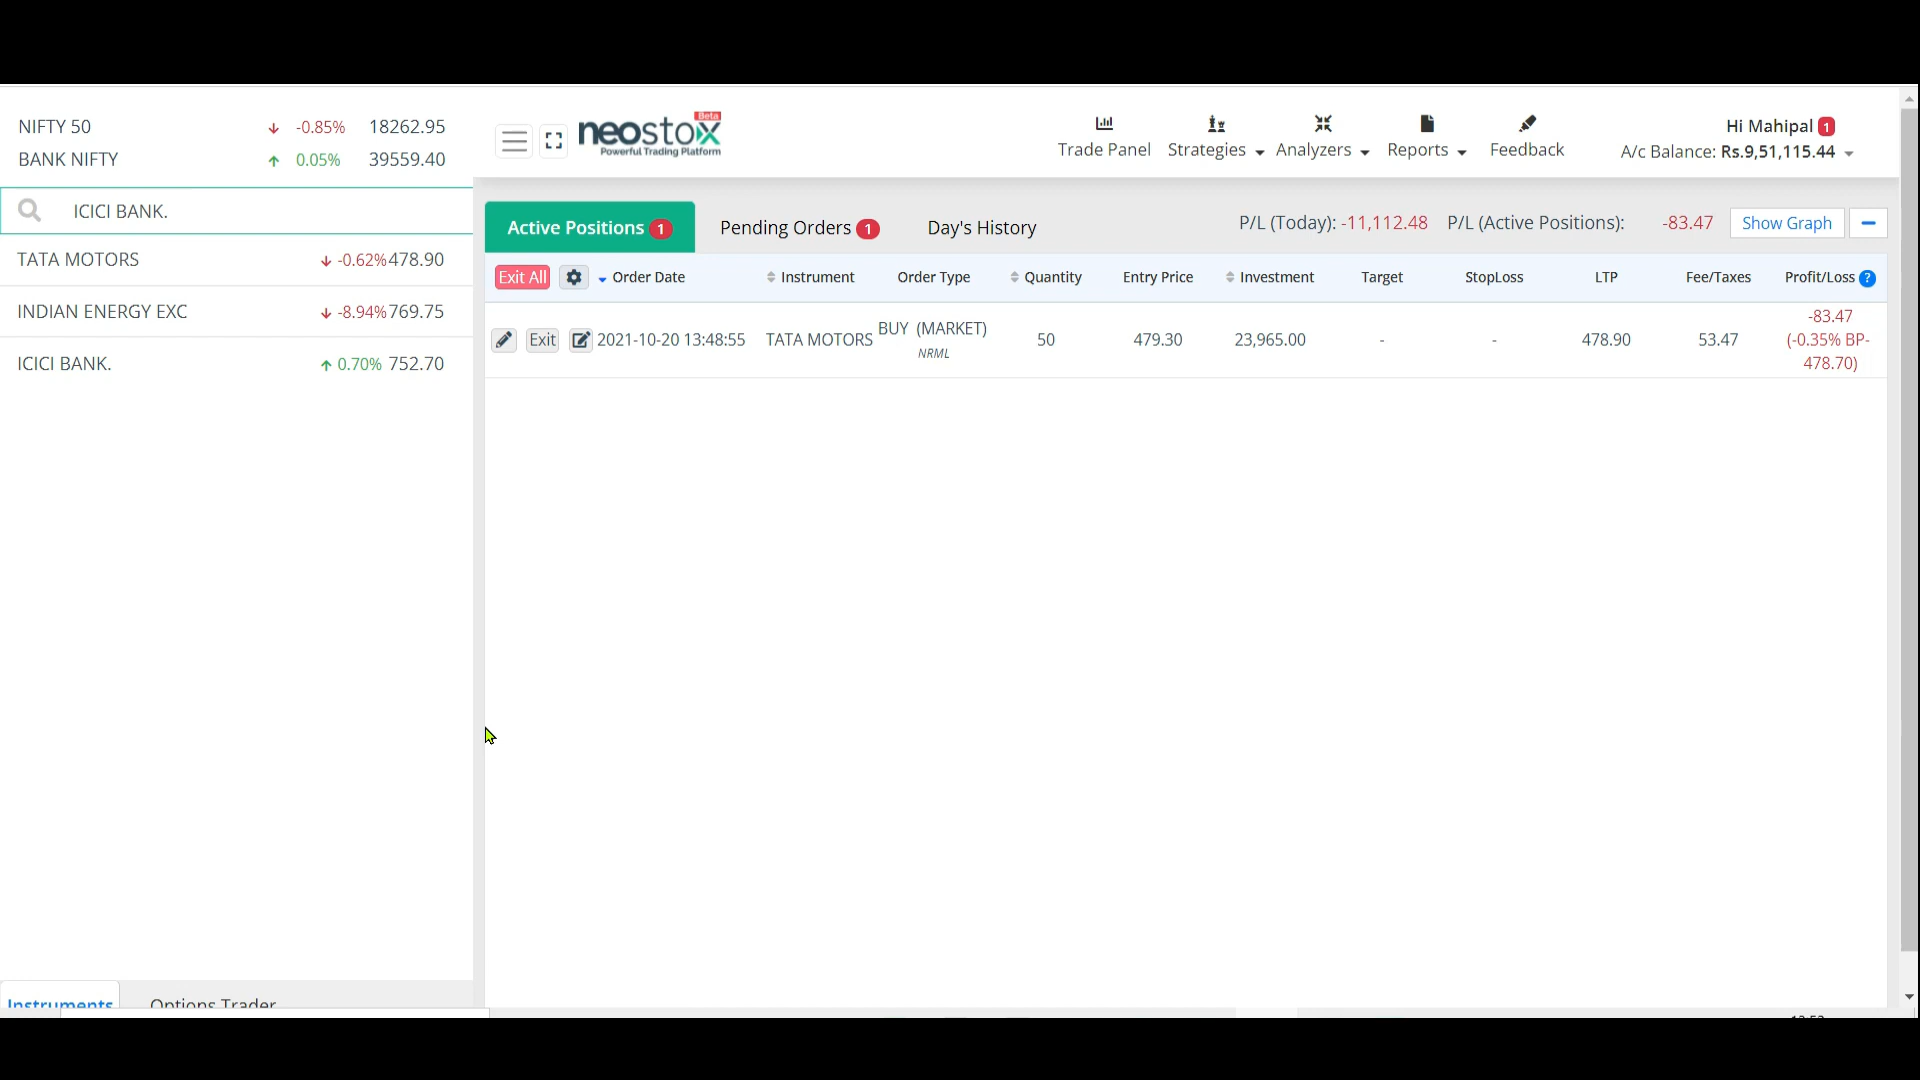 NIFTY 50 -0.85% 18262.95
BANK NIFTY 0.05% 39559.40
ICICI BANK.
TATA MOTORS -0.62% 478.90
INDIAN ENERGY EXC -8.94% 769.75
ICICI BANK. 0.70% 752.70
Instruments Options Trader
neostox Beta
Powerful Trading Platform
Trade Panel Strategies Analyzers Reports Feedback
Hi Mahipal 1
A/c Balance: Rs.9,51,115.44
Active Positions 1 Pending Orders 1 Day's History P/L (Today): -11,112.48 P/L (Active Positions): -83.47 Show Graph
Exit All Order Date Instrument Order Type Quantity Entry Price Investment Target StopLoss LTP Fee/Taxes Profit/Loss ?
Exit 2021-10-20 13:48:55 TATA MOTORS BUY (MARKET) 50 479.30 23,965.00 - - 478.90 53.47 -83.47
NRML (-0.35% BP-
478.70)